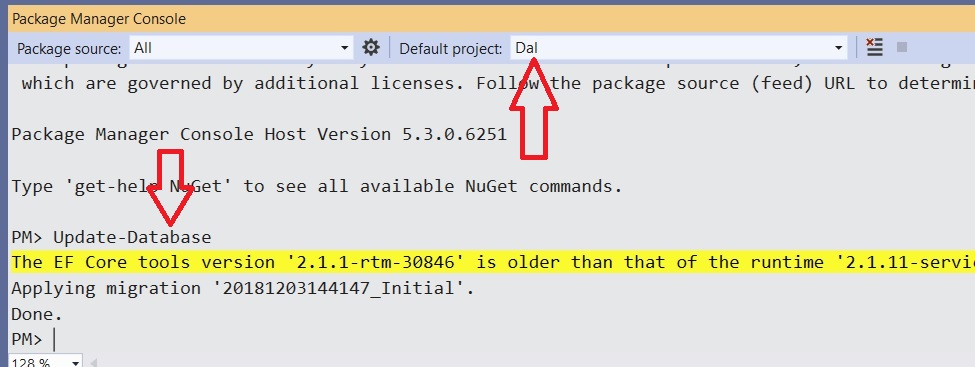 Package Manager Console
Package source: All Default project: Dal
which are governed by additional licenses. Follow the package source (feed) URL to determin
Package Manager Console Host Version 5.3.0.6251
Type 'get-help NuGet' to see all available NuGet commands.
PM> Update-Database
The EF Core tools version '2.1.1-rtm-30846' is older than that of the runtime '2.1.11-servic
Applying migration '20181203144147_Initial'.
Done.
PM>
128 %